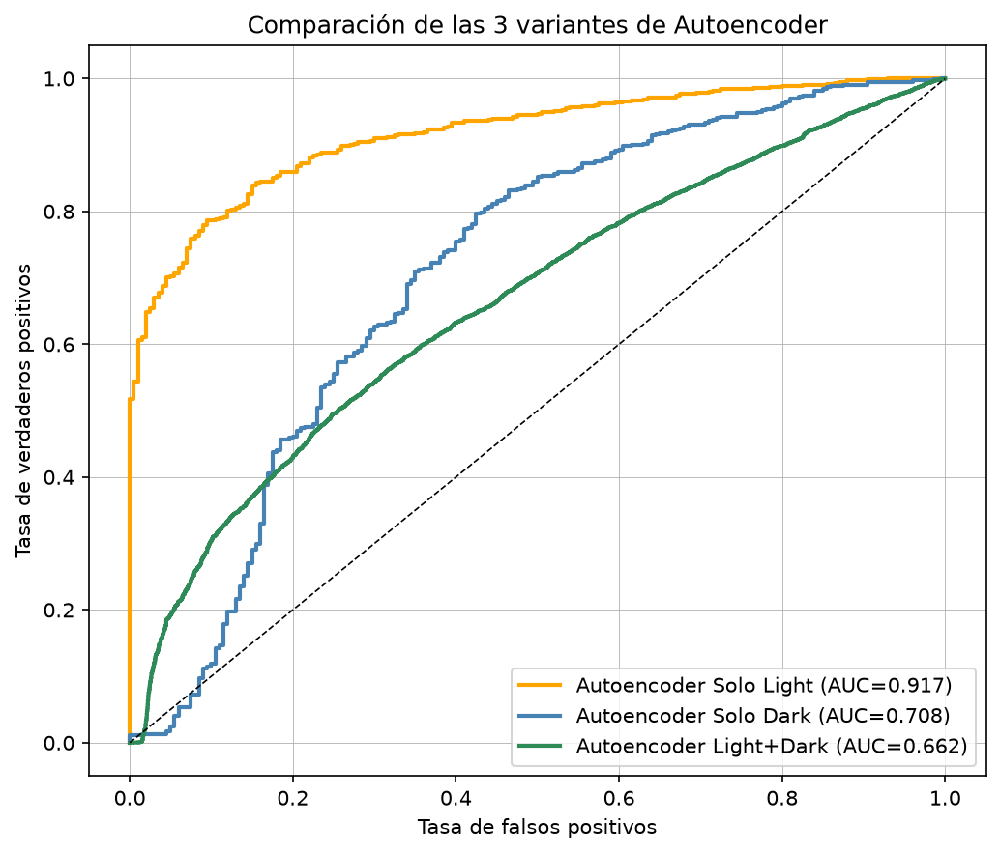 Comparación de las 3 variantes de Autoencoder
Tasa de verdaderos positivos
1.0
0.8
0.6
0.4
0.2
0.0
Autoencoder Solo Light (AUC=0.917)
Autoencoder Solo Dark (AUC=0.708)
Autoencoder Light+Dark (AUC=0.662)
0.0 0.2 0.4 0.6 0.8 1.0
Tasa de falsos positivos